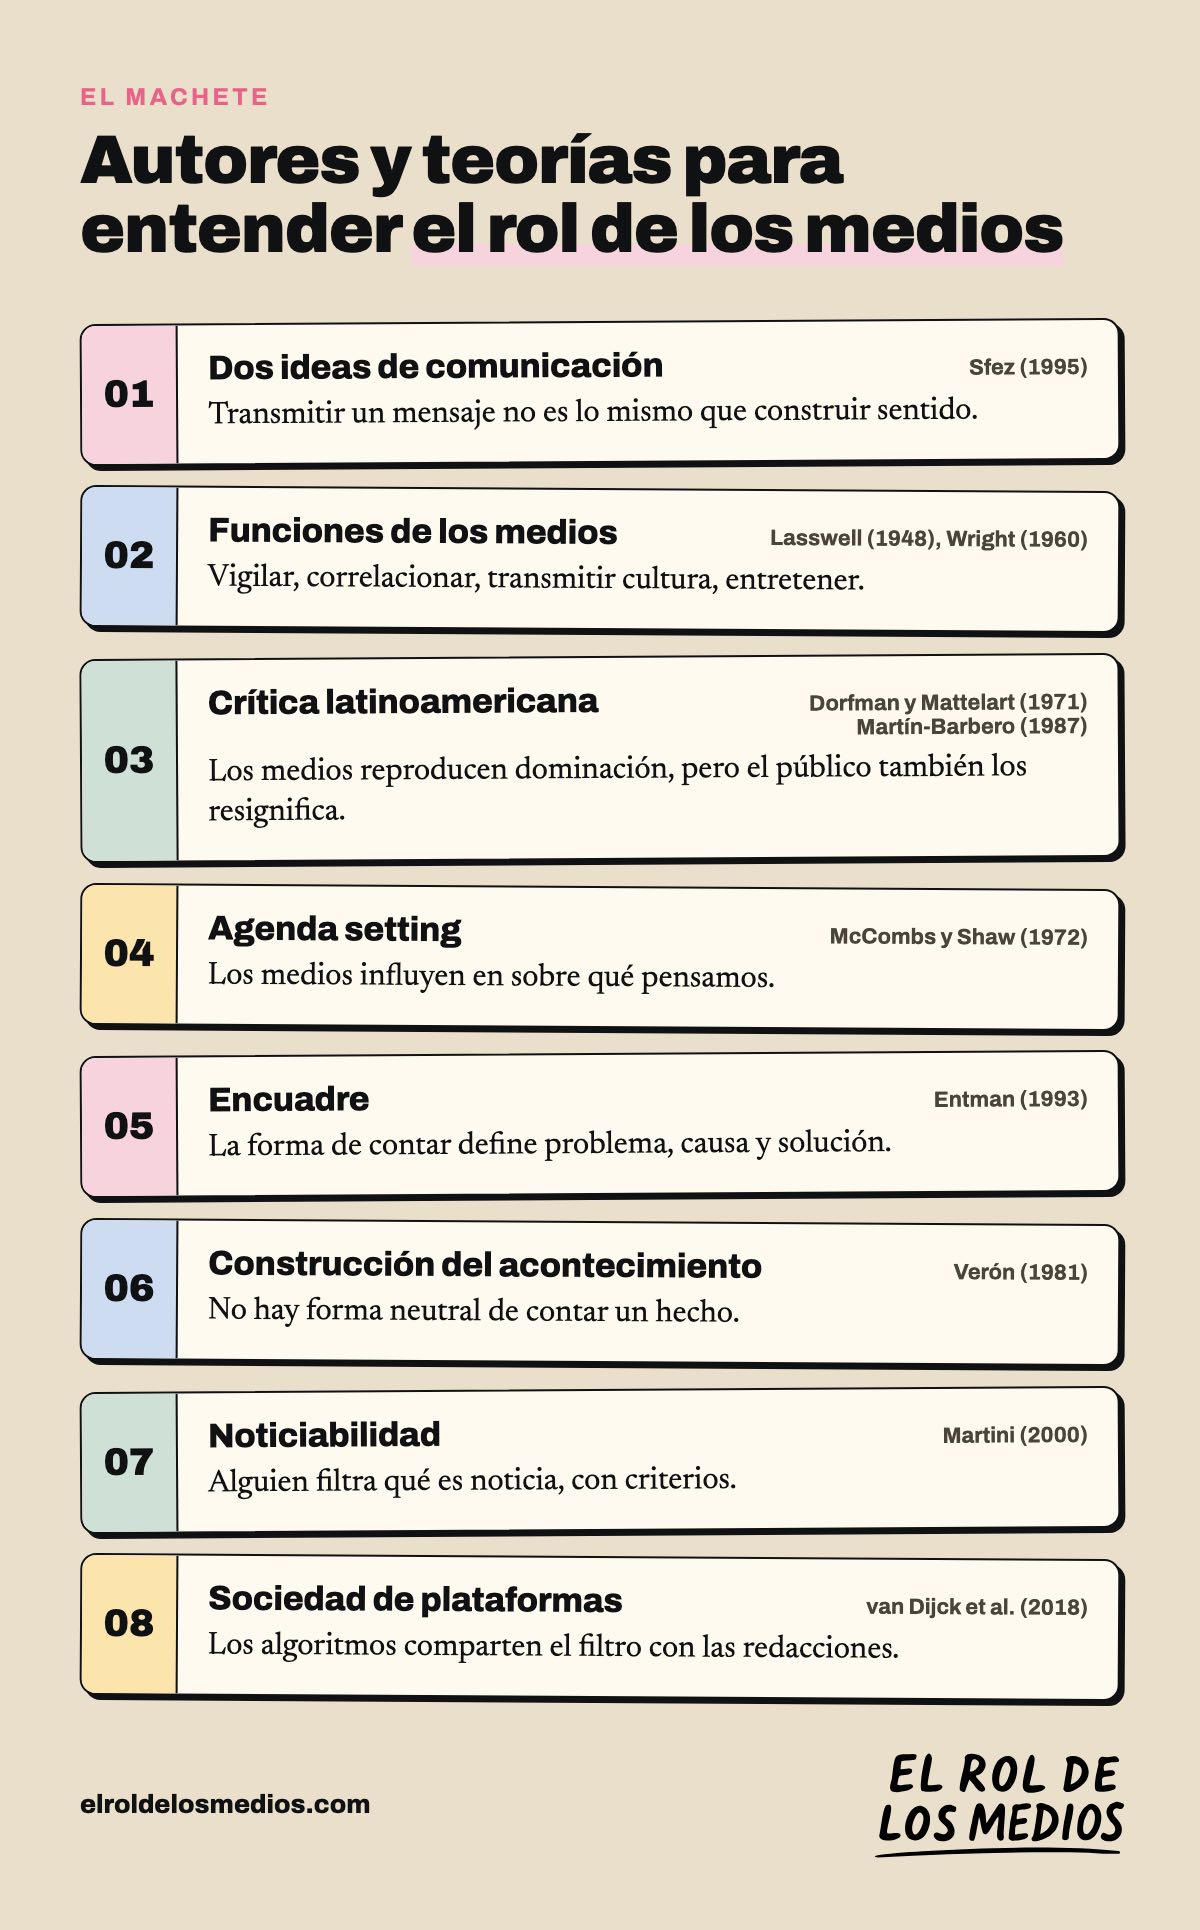 EL MACHETE
Autores y teorías para
entender el rol de los medios
01
Dos ideas de comunicación
Sfez (1995)
Transmitir un mensaje no es lo mismo que construir sentido.
02
Funciones de los medios
Lasswell (1948), Wright (1960)
Vigilar, correlacionar, transmitir cultura, entretener.
03
Crítica latinoamericana
Dorfman y Mattelart (1971)
Martín-Barbero (1987)
Los medios reproducen dominación, pero el público también los
resignifica.
04
Agenda setting
McCombs y Shaw (1972)
Los medios influyen en sobre qué pensamos.
05
Encuadre
Entman (1993)
La forma de contar define problema, causa y solución.
06
Construcción del acontecimiento
Verón (1981)
No hay forma neutral de contar un hecho.
07
Noticiabilidad
Martini (2000)
Alguien filtra qué es noticia, con criterios.
08
Sociedad de plataformas
van Dijck et al. (2018)
Los algoritmos comparten el filtro con las redacciones.
elroldelosmedios.com
EL ROL DE
LOS MEDIOS